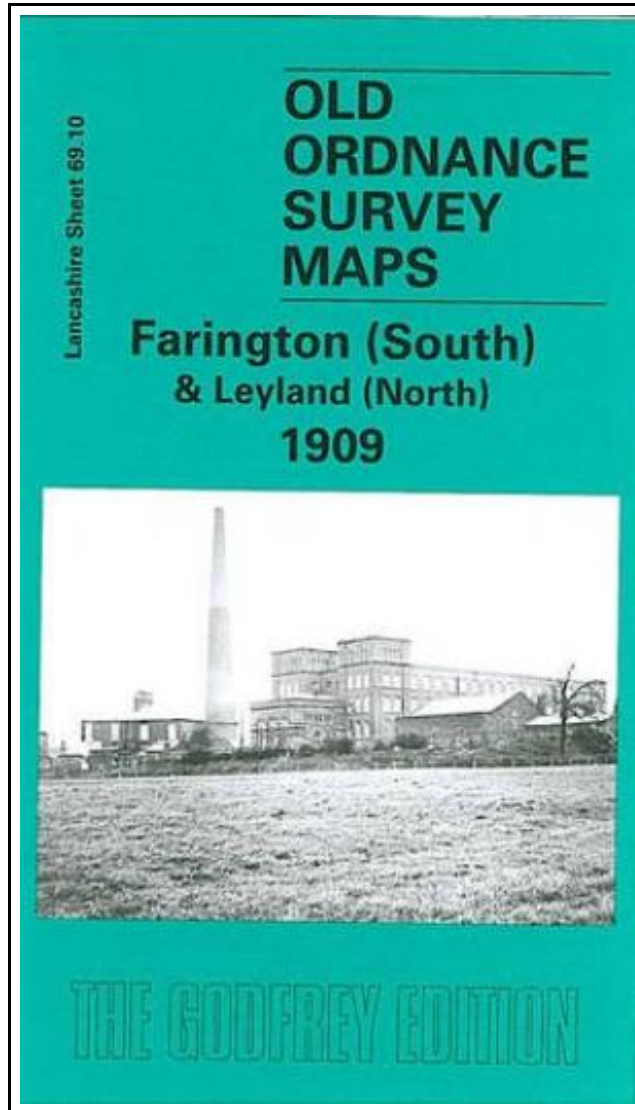 Lancashire Sheet 69.10
OLD
ORDNANCE
SURVEY
MAPS
Farington (South)
& Leyland (North)
1909
THE GODFREY EDITION